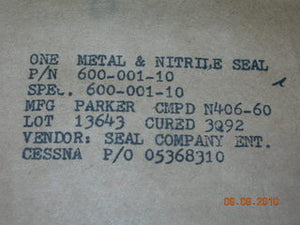 ONE METAL & NITRILE SEAL
P/N 600-001-10
SPEC. 600-001-10
MFG PARKER CMPD N406-60
LOT 13643 CURED 3Q92
VENDOR: SEAL COMPANY ENT.
CESSNA P/O 05368310
08.08.2010